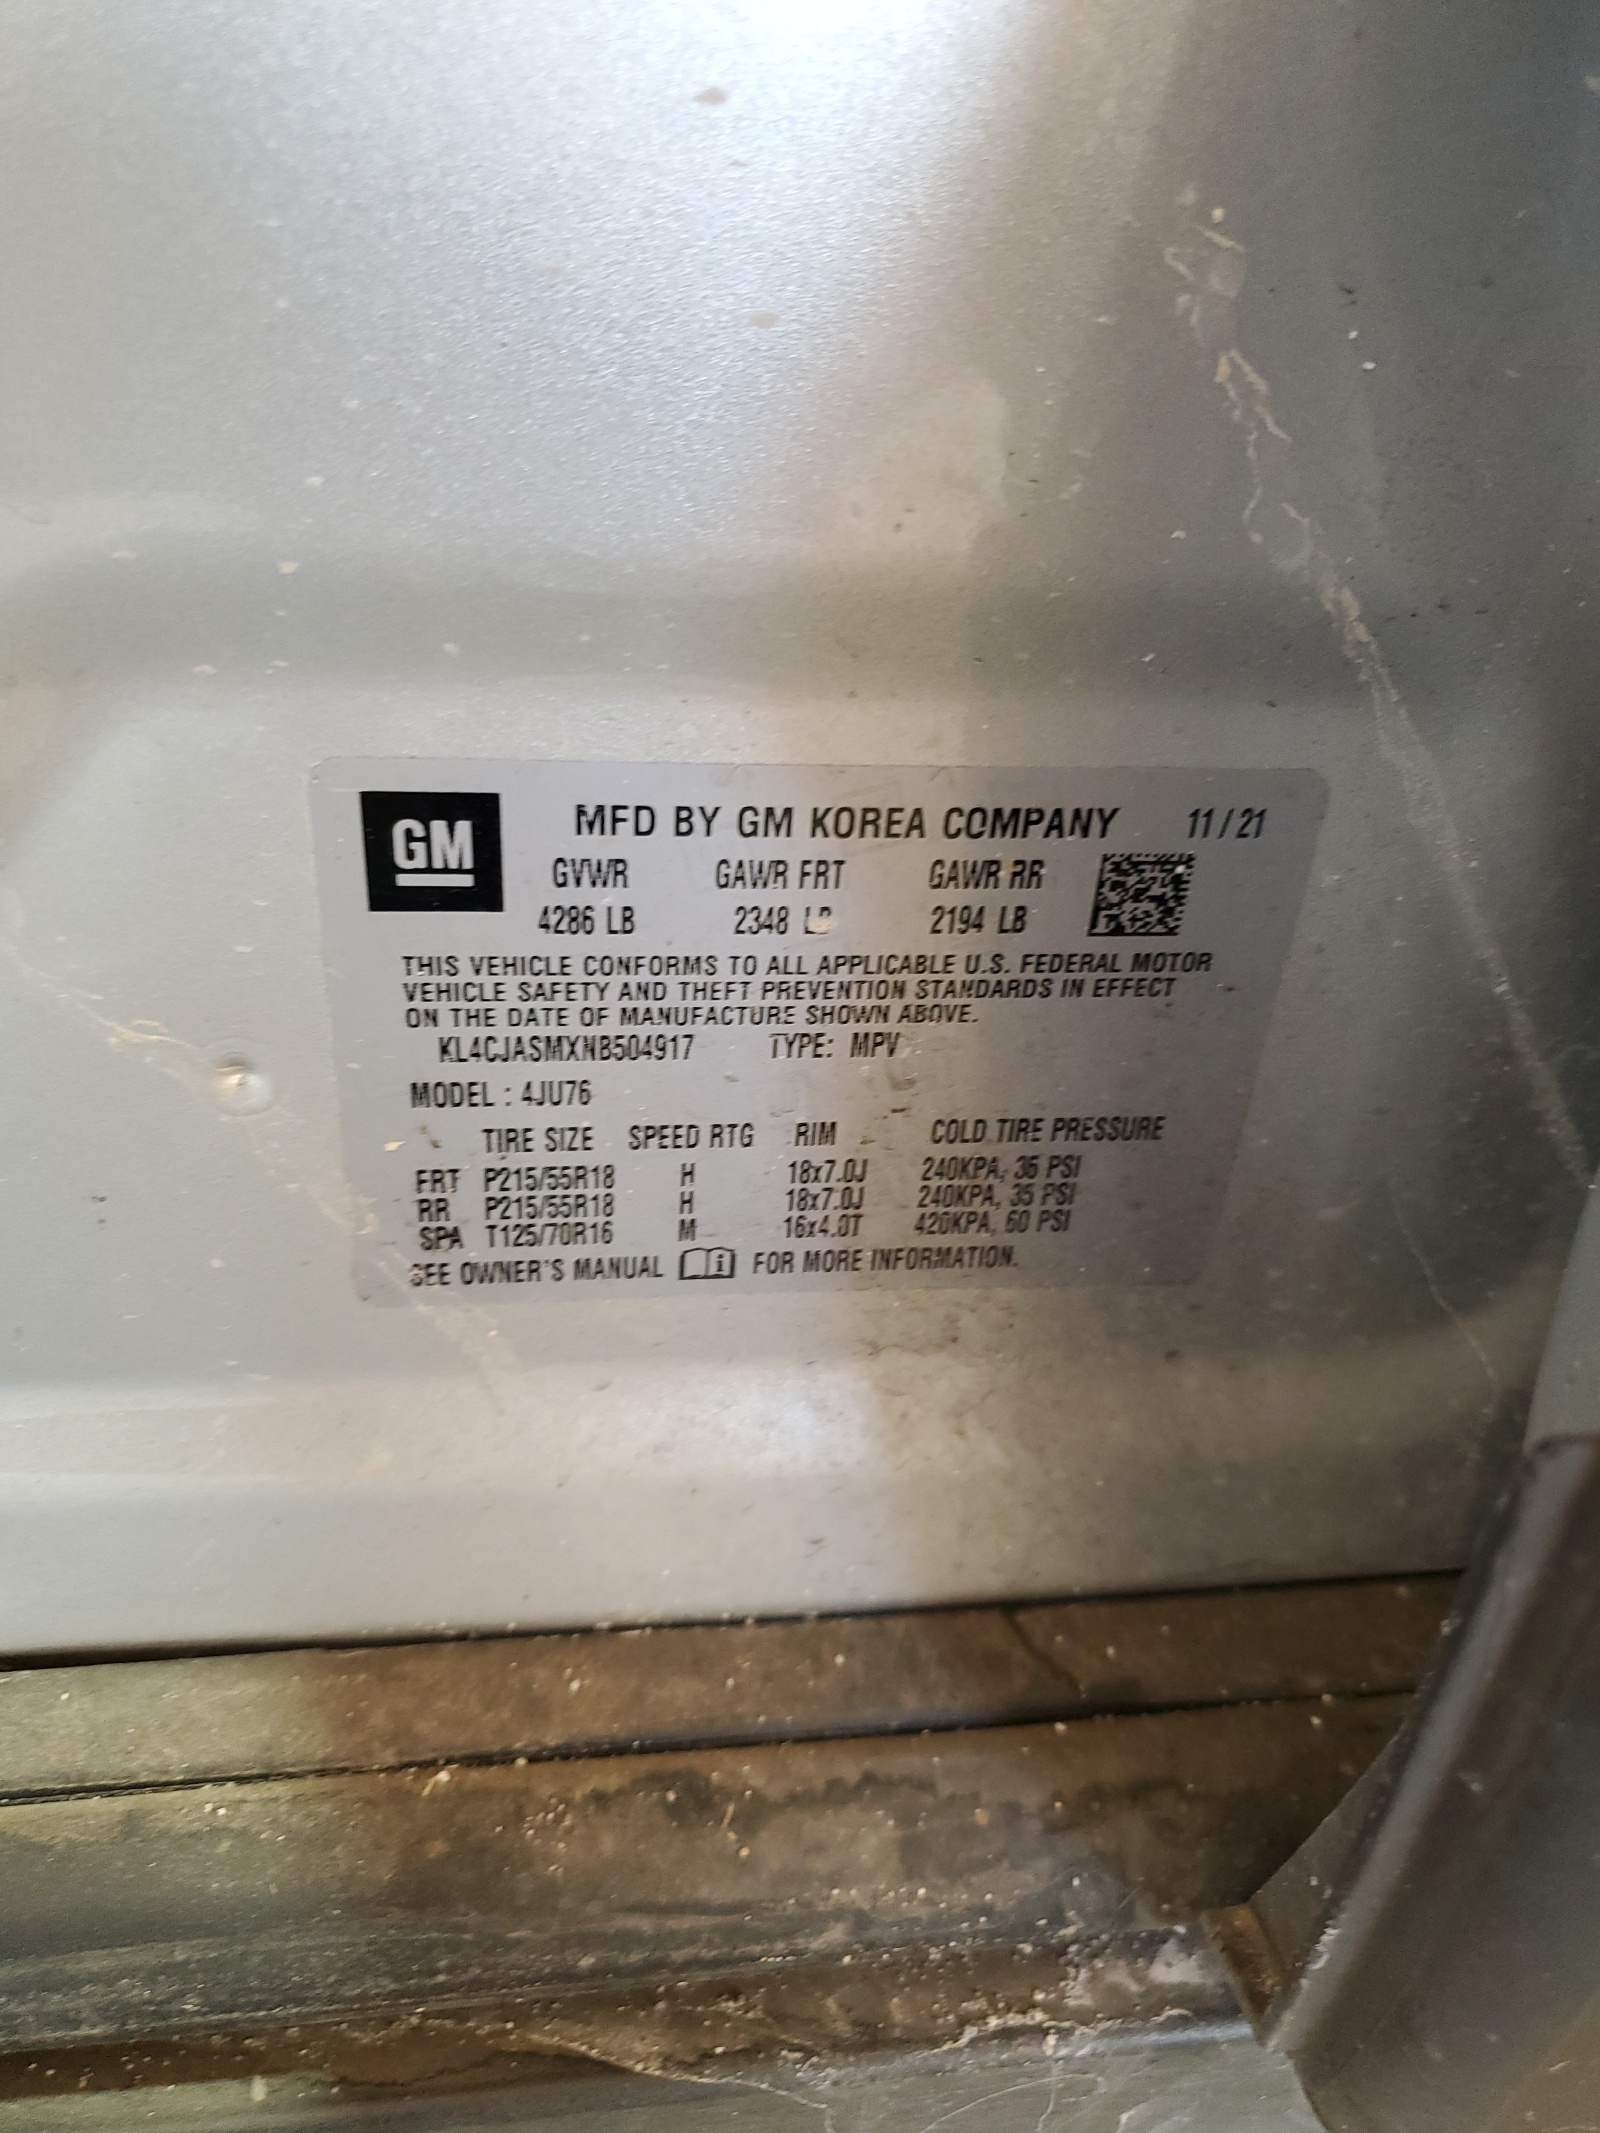 GM
MFD BY GM KOREA COMPANY 11/21
GVWR GAWR FRT GAWR RR
4286 LB 2348 LB 2194 LB
THIS VEHICLE CONFORMS TO ALL APPLICABLE U.S. FEDERAL MOTOR
VEHICLE SAFETY AND THEFT PREVENTION STANDARDS IN EFFECT
ON THE DATE OF MANUFACTURE SHOWN ABOVE.
KL4CJASMXNB504917 TYPE: MPV
MODEL : 4JU76
TIRE SIZE SPEED RTG RIM COLD TIRE PRESSURE
FRT P215/55R18 H 18x7.0J 240KPA, 35 PSI
RR P215/55R18 H 18x7.0J 240KPA, 35 PSI
SPA T125/70R16 M 16x4.0T 420KPA, 60 PSI
SEE OWNER'S MANUAL i FOR MORE INFORMATION.